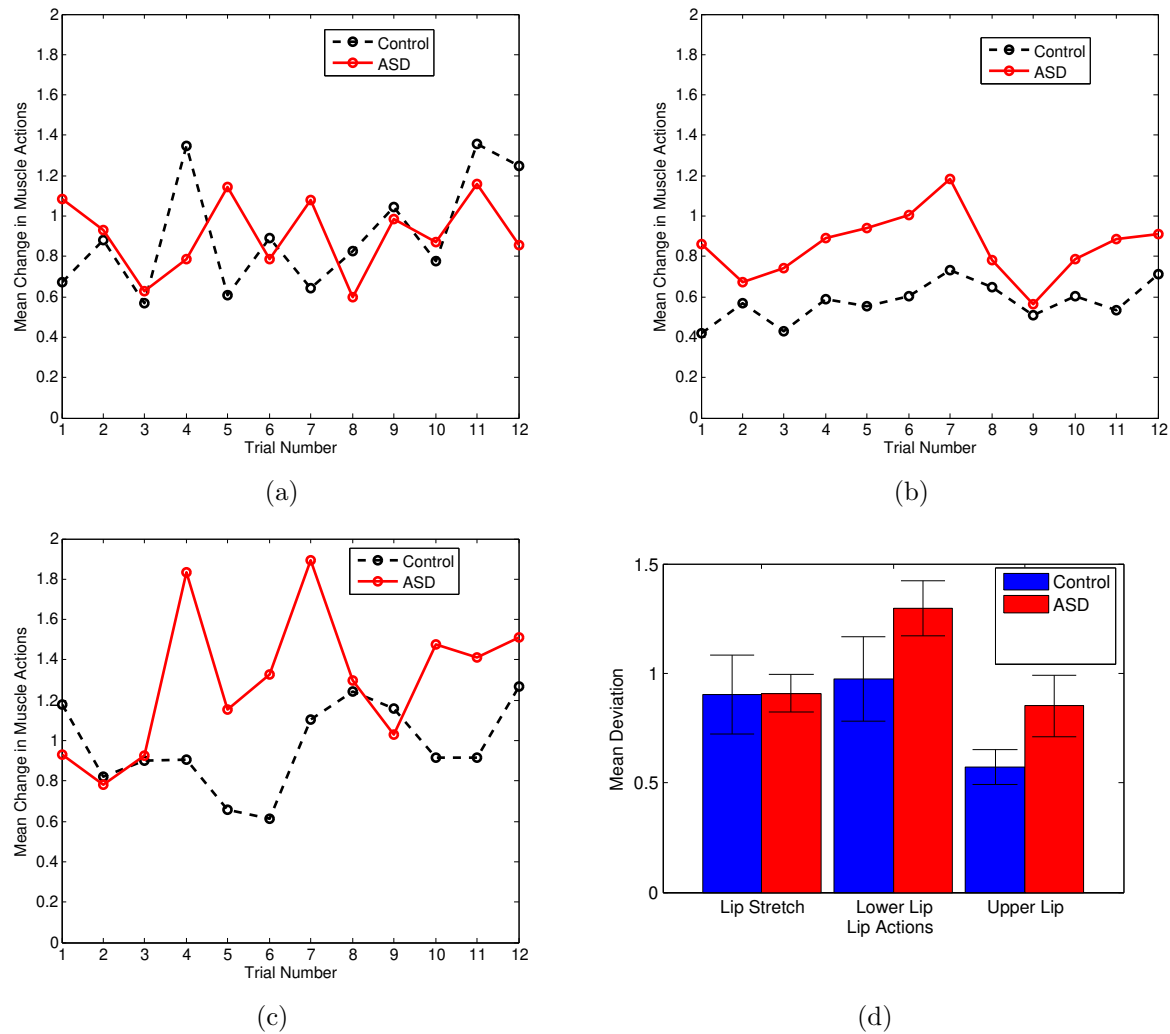 2
1.8
1.6
1.4
1.2
1
0.8
0.6
0.4
0.2
0
Mean Change in Muscle Actions
Control
ASD
1 2 3 4 5 6 7 8 9 10 11 12
Trial Number
(a)
2
1.8
1.6
1.4
1.2
1
0.8
0.6
0.4
0.2
0
Mean Change in Muscle Actions
Control
ASD
1 2 3 4 5 6 7 8 9 10 11 12
Trial Number
(b)
2
1.8
1.6
1.4
1.2
1
0.8
0.6
0.4
0.2
0
Mean Change in Muscle Actions
Control
ASD
1 2 3 4 5 6 7 8 9 10 11 12
Trial Number
(c)
1.5
1
0.5
0
Mean Deviation
Control
ASD
Lip Stretch Lower Lip Upper Lip
Lip Actions
(d)